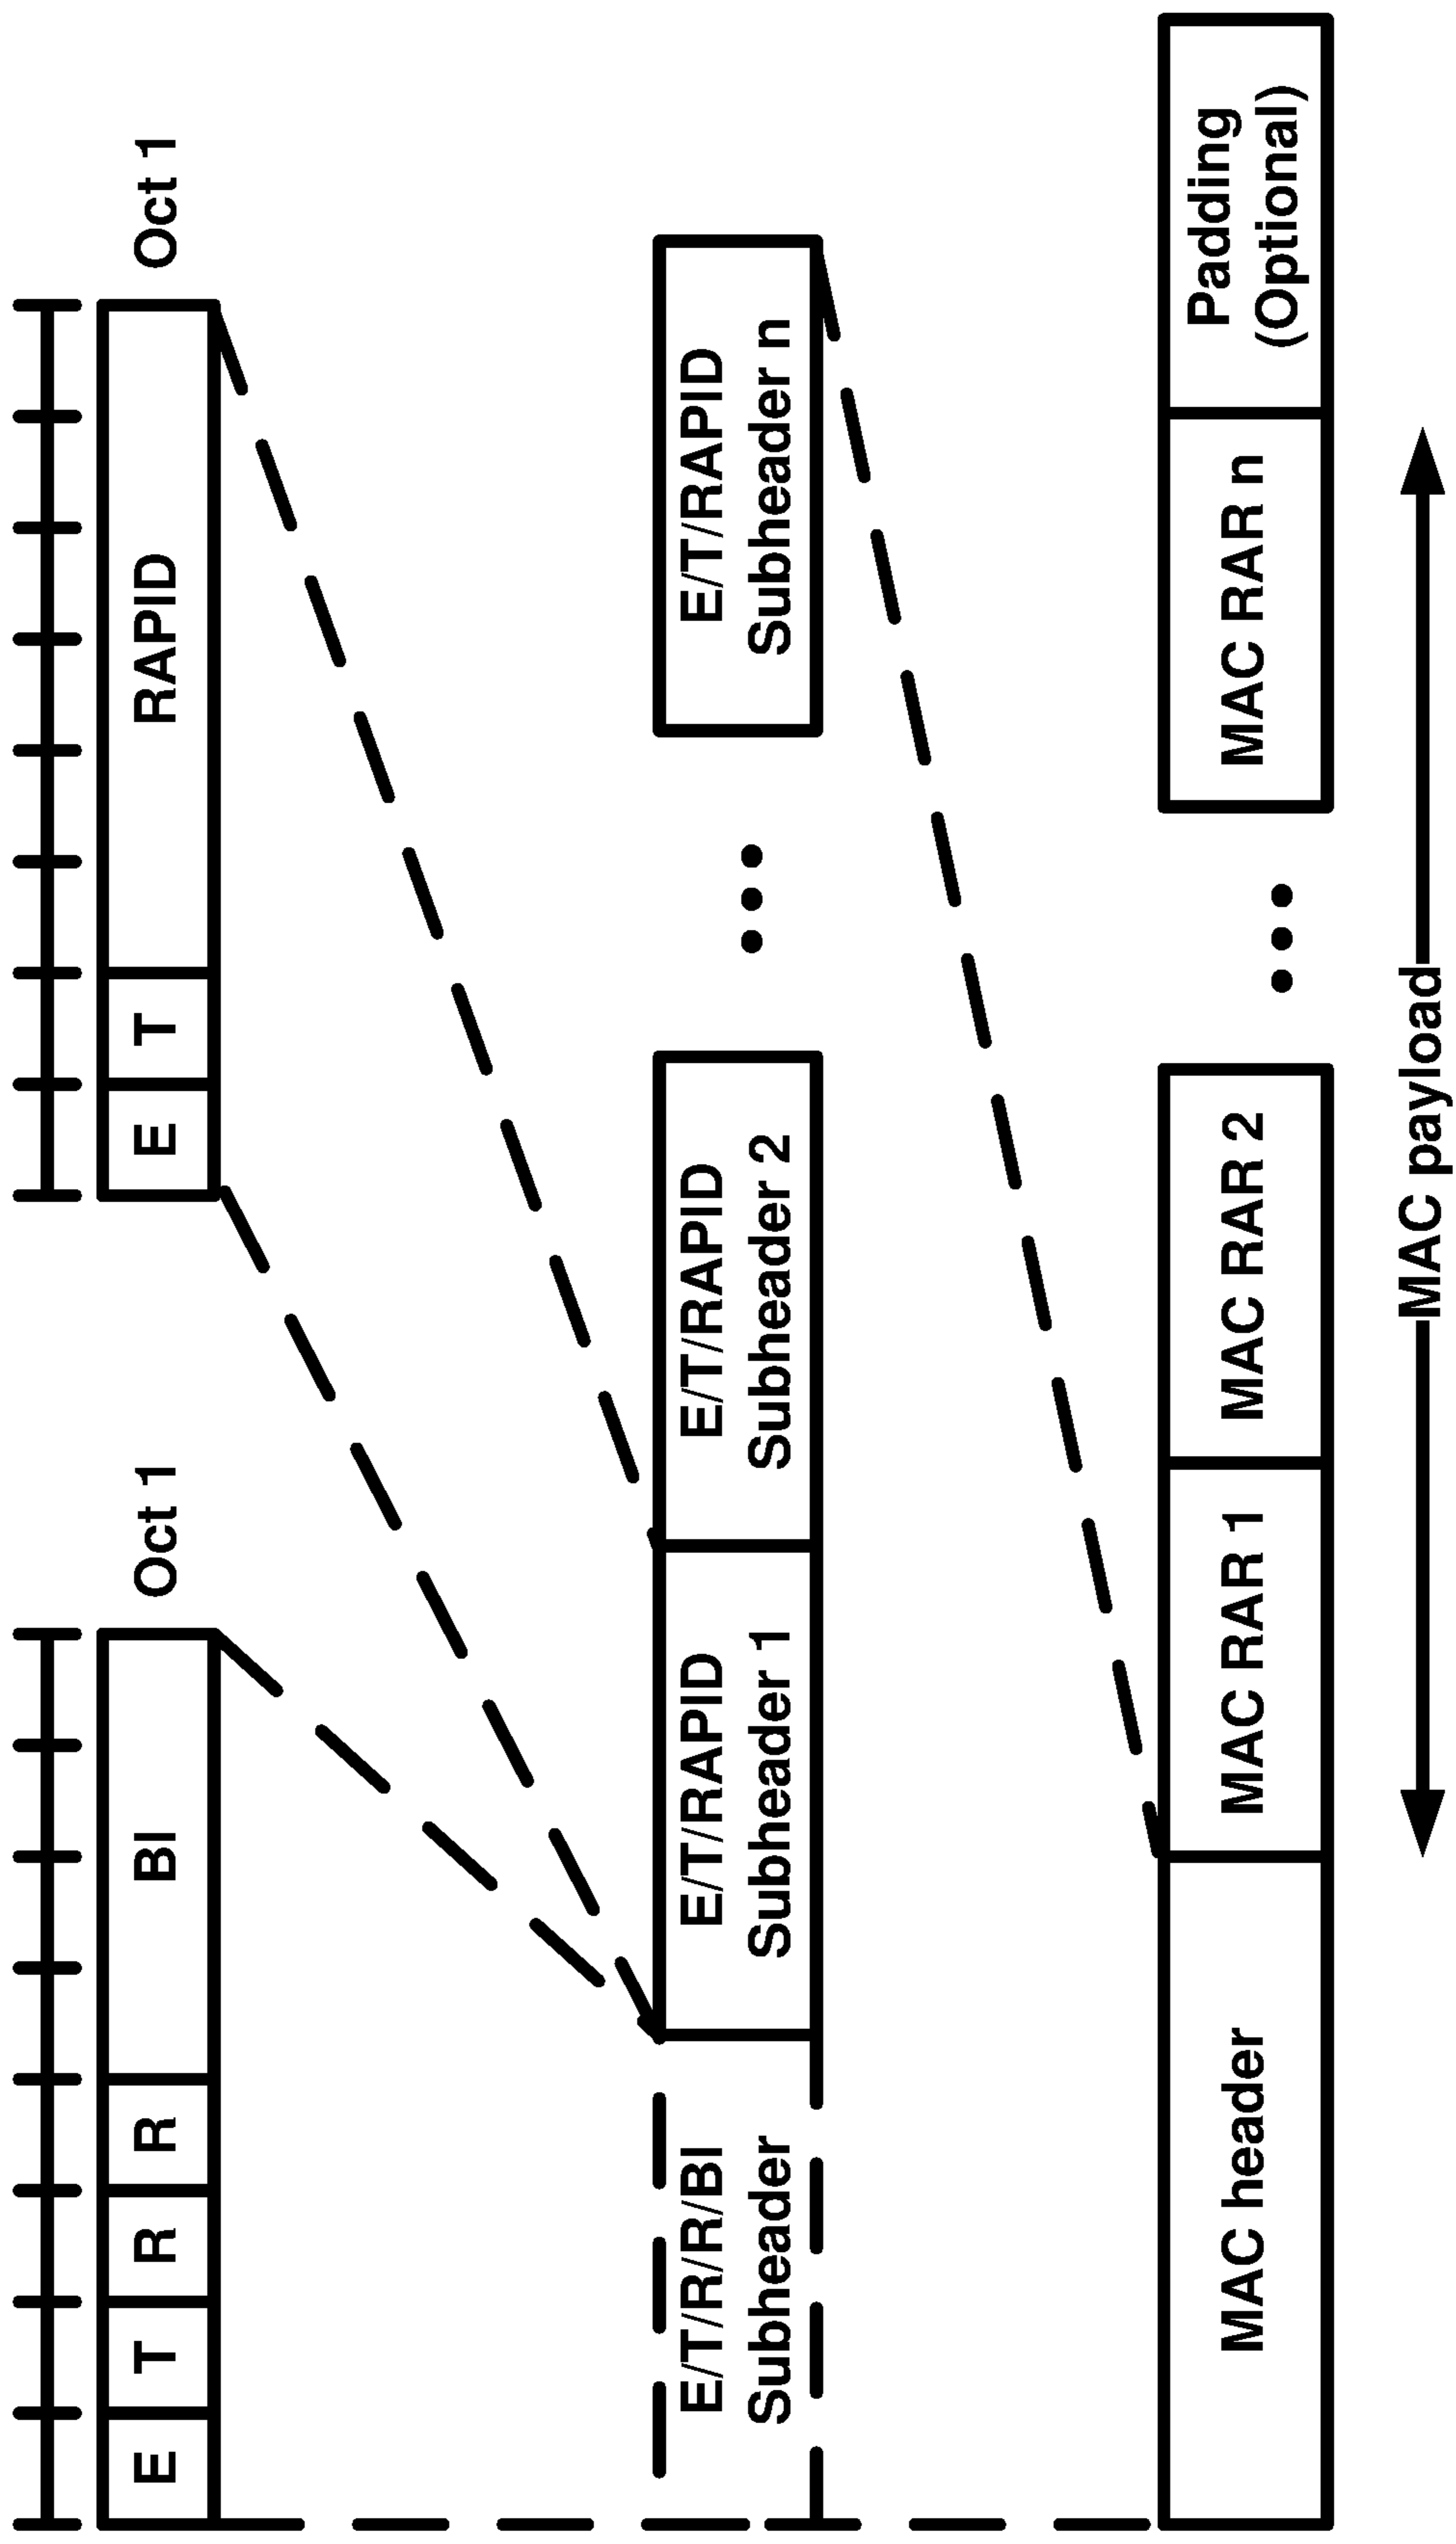 E T R R BI Oct 1
E T RAPID Oct 1
E/T/R/R/BI
Subheader
E/T/RAPID
Subheader 1
E/T/RAPID
Subheader 2
...
E/T/RAPID
Subheader n
MAC header
MAC RAR 1
MAC RAR 2
...
MAC RAR n
Padding
(Optional)
MAC payload